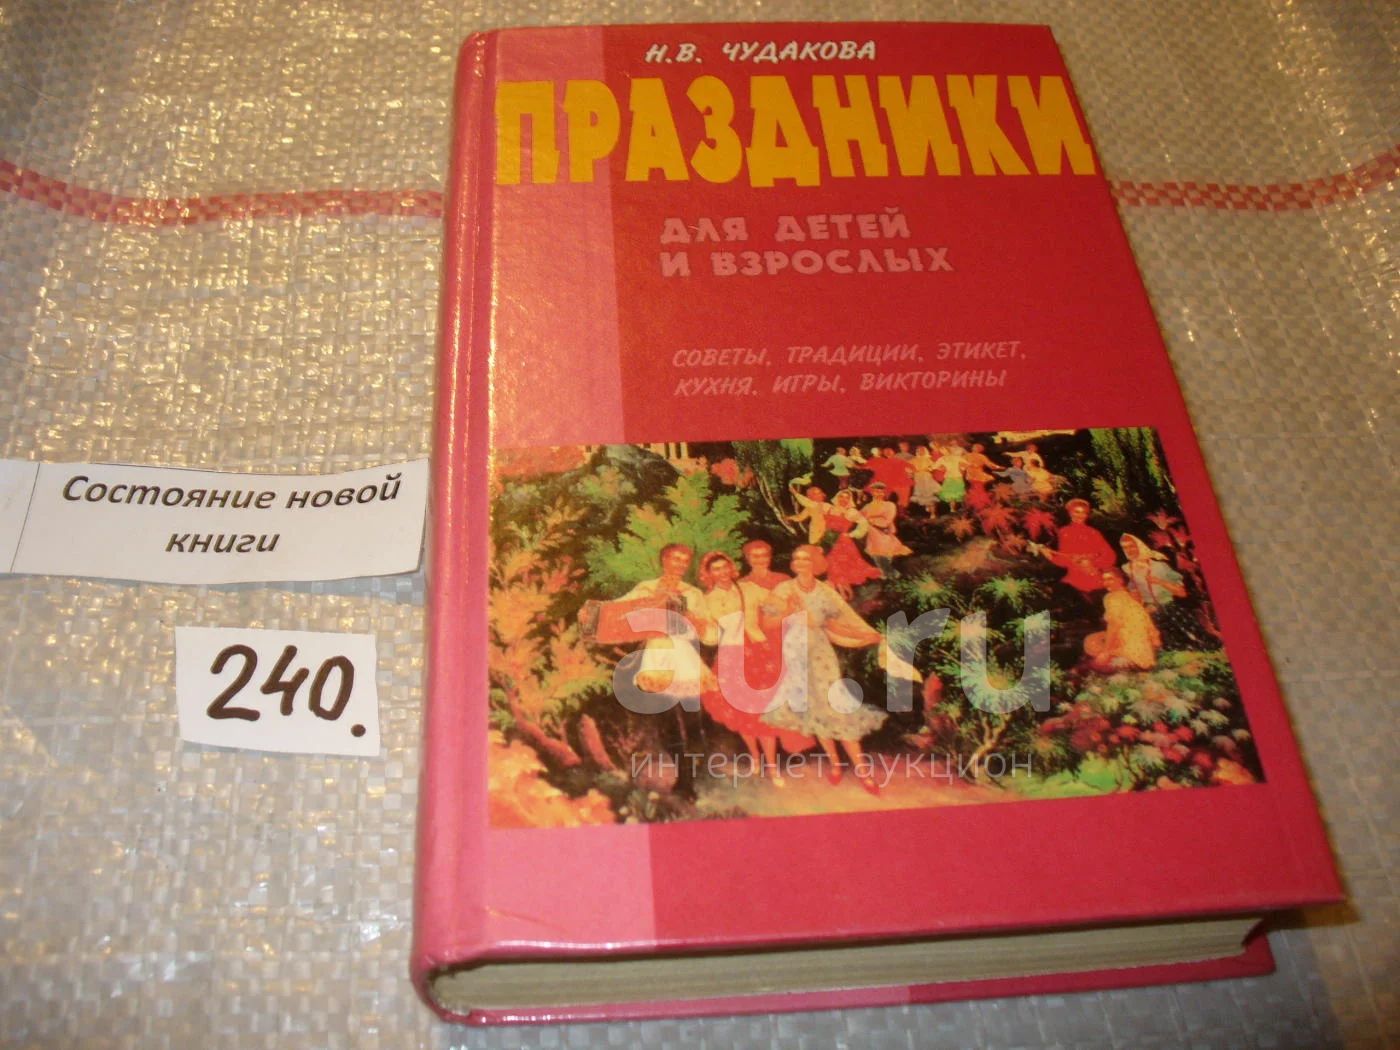 Н.В. ЧУДАКОВА
ПРАЗДНИКИ
ДЛЯ ДЕТЕЙ
И ВЗРОСЛЫХ
СОВЕТЫ, ТРАДИЦИИ, ЭТИКЕТ,
КУХНЯ, ИГРЫ, ВИКТОРИНЫ
Состояние новой
книги
240.
au.ru
интернет-аукцион